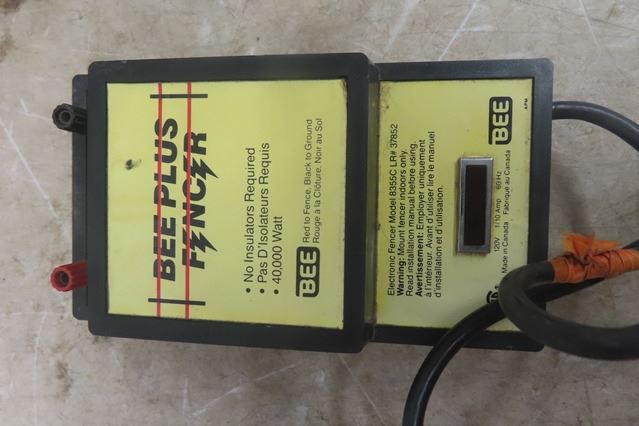 BEE PLUS
FENCER
• No Insulators Required
• Pas D'Isolateurs Requis
• 40,000 Watt
BEE
Red to Fence, Black to Ground
Rouge à la Clôture, Noir au Sol
Electronic Fencer Model 8355C LR# 37852
Warning: Mount fencer indoors only.
Read installation manual before using.
Avertissement: Employer uniquement
à l'intérieur. Avant d'utiliser lire le manuel
d'installation et d'utilisation.
120V 1/10 Amp 60 Hz
Made in Canada Fabriqué au Canada
BEE